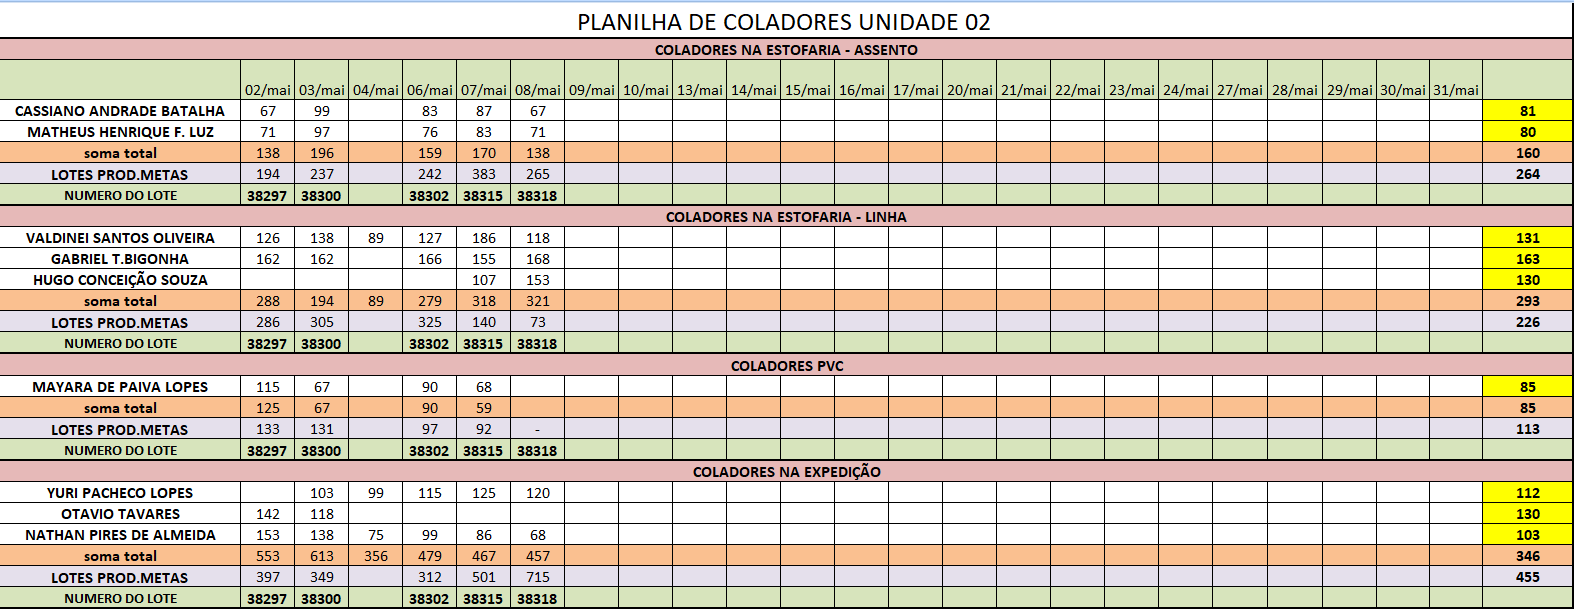 PLANILHA DE COLADORES UNIDADE 02
COLADORES NA ESTOFARIA - ASSENTO
02/mai 03/mai 04/mai 06/mai 07/mai 08/mai 09/mai 10/mai 13/mai 14/mai 15/mai 16/mai 17/mai 20/mai 21/mai 22/mai 23/mai 24/mai 27/mai 28/mai 29/mai 30/mai 31/mai
CASSIANO ANDRADE BATALHA 67 99 83 87 67 81
MATHEUS HENRIQUE F. LUZ 71 97 76 83 71 80
soma total 138 196 159 170 138 160
LOTES PROD.METAS 194 237 242 383 265 264
NUMERO DO LOTE 38297 38300 38302 38315 38318
COLADORES NA ESTOFARIA - LINHA
VALDINEI SANTOS OLIVEIRA 126 138 89 127 186 118 131
GABRIEL T.BIGONHA 162 162 166 155 168 163
HUGO CONCEIÇÃO SOUZA 107 153 130
soma total 288 194 89 279 318 321 293
LOTES PROD.METAS 286 305 325 140 73 226
NUMERO DO LOTE 38297 38300 38302 38315 38318
COLADORES PVC
MAYARA DE PAIVA LOPES 115 67 90 68 85
soma total 125 67 90 59 85
LOTES PROD.METAS 133 131 97 92 - 113
NUMERO DO LOTE 38297 38300 38302 38315 38318
COLADORES NA EXPEDIÇÃO
YURI PACHECO LOPES 103 99 115 125 120 112
OTAVIO TAVARES 142 118 130
NATHAN PIRES DE ALMEIDA 153 138 75 99 86 68 103
soma total 553 613 356 479 467 457 346
LOTES PROD.METAS 397 349 312 501 715 455
NUMERO DO LOTE 38297 38300 38302 38315 38318